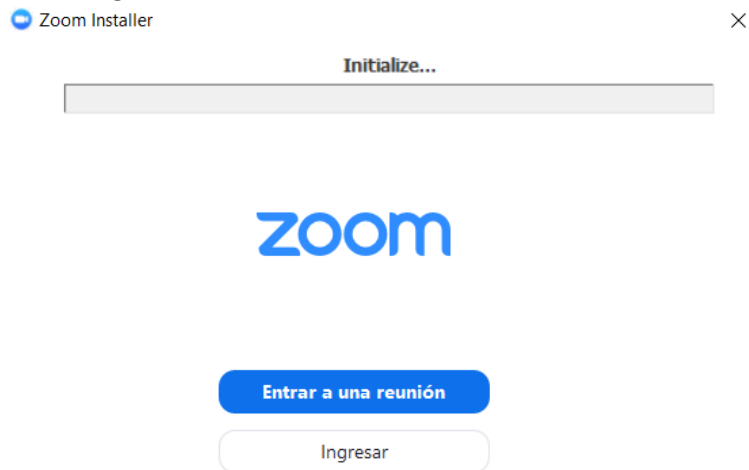 Zoom Installer
Initialize...
zoom
Entrar a una reunión
Ingresar